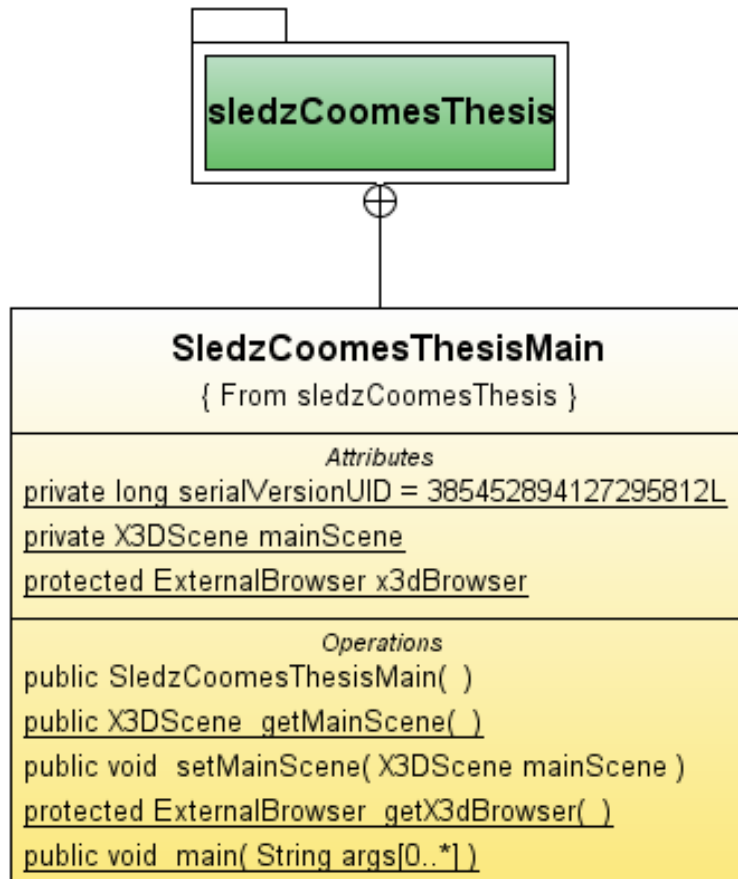 sledzCoomesThesis
SledzCoomesThesisMain
{ From sledzCoomesThesis }
Attributes
private long serialVersionUID = 385452894127295812L
private X3DScene mainScene
protected ExternalBrowser x3dBrowser
Operations
public SledzCoomesThesisMain( )
public X3DScene getMainScene( )
public void setMainScene( X3DScene mainScene )
protected ExternalBrowser getX3dBrowser( )
public void main( String args[0..*] )